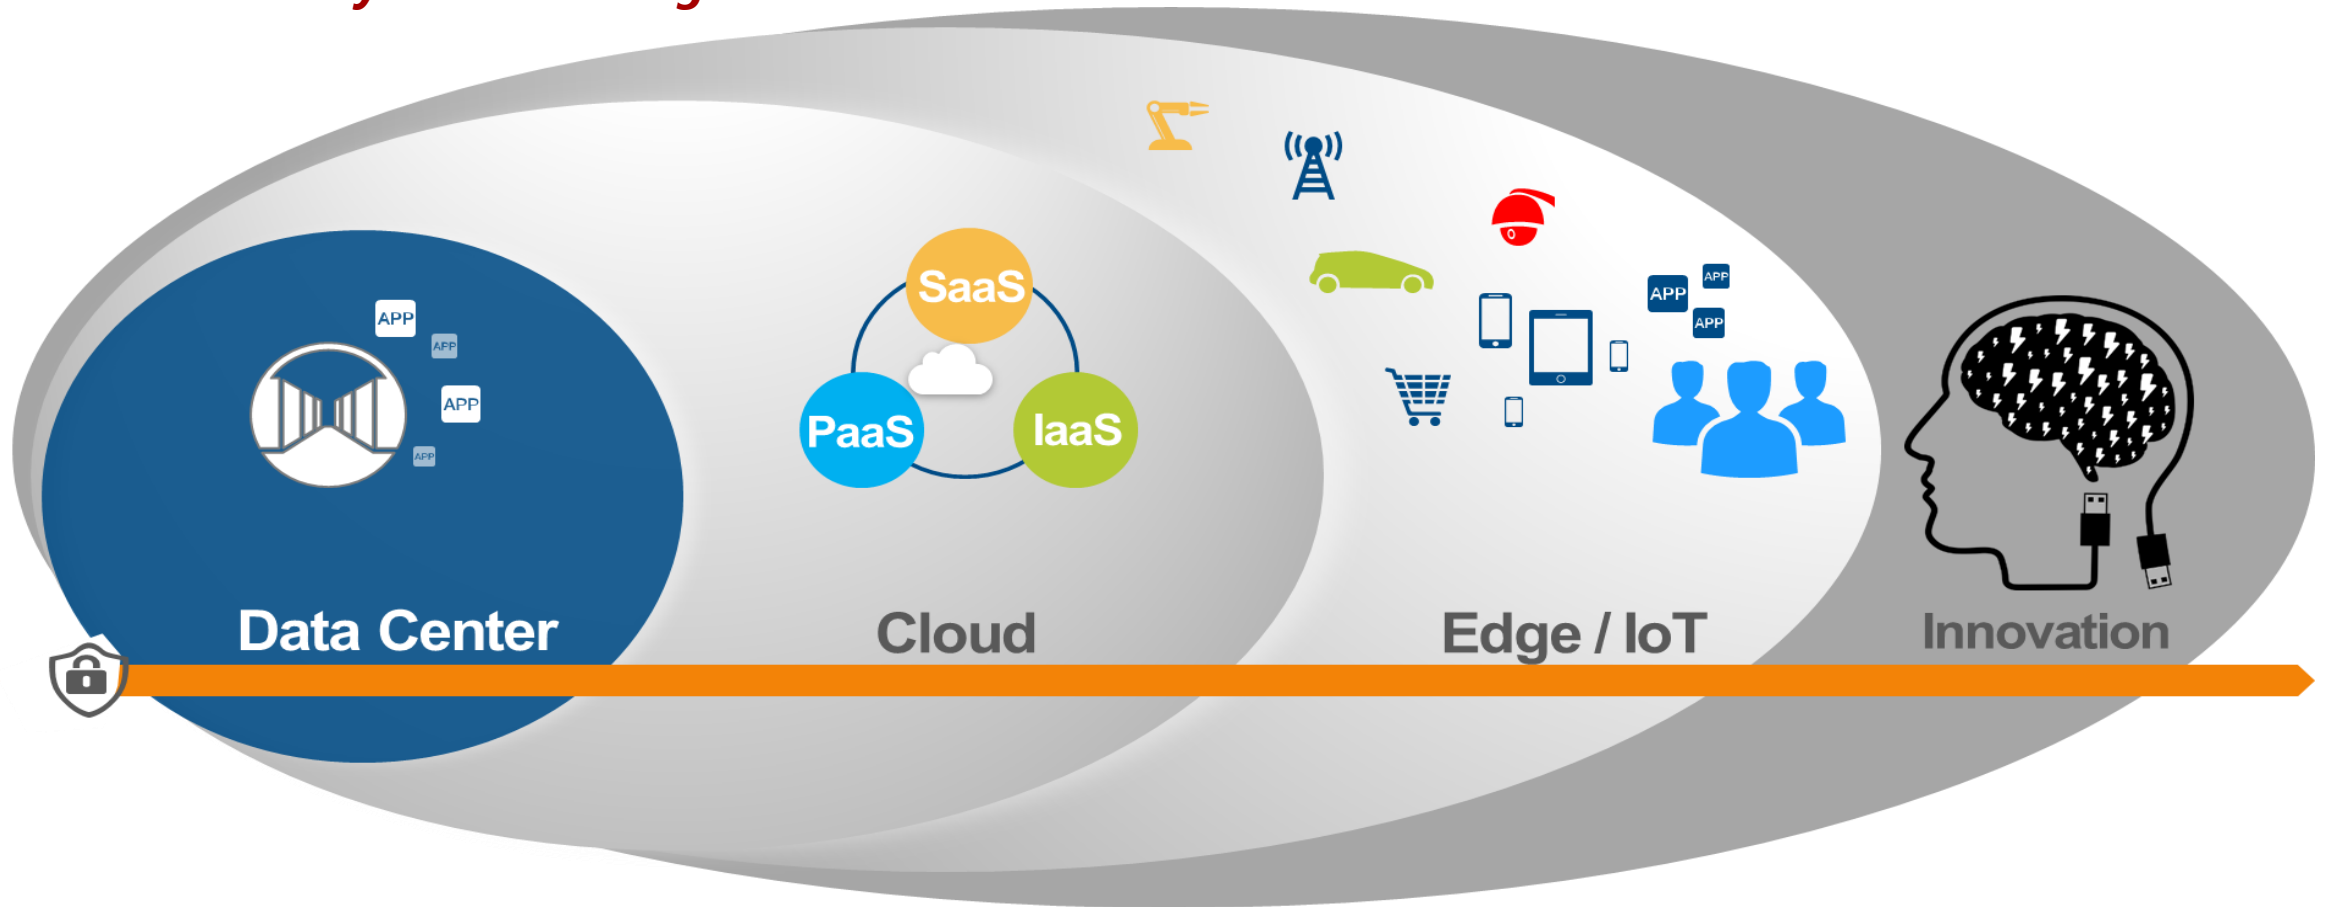 APP
APP
APP
APP
Data Center
SaaS
PaaS
IaaS
Cloud
APP
APP
APP
Edge / IoT
Innovation